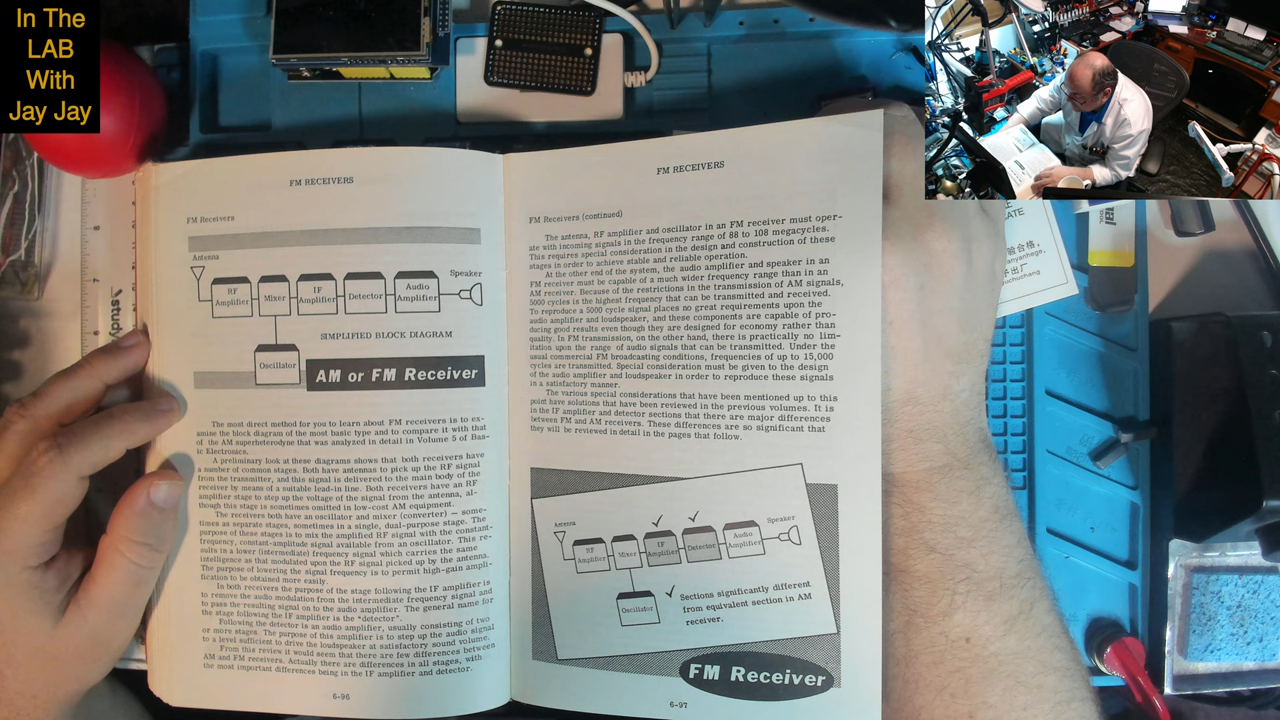 In The
LAB
With
Jay Jay
FM RECEIVERS
FM Receivers
Antenna
RF
Amplifier
Mixer
IF
Amplifier
Detector
Audio
Amplifier
Speaker
SIMPLIFIED BLOCK DIAGRAM
Oscillator
AM or FM Receiver
The most direct method for you to learn about FM receivers is to ex-
amine the block diagram of the most basic type and to compare it with that
of the AM superheterodyne that was analyzed in detail in Volume 5 of Bas-
ic Electronics.
A preliminary look at these diagrams shows that both receivers have
a number of common stages. Both have antennas to pick up the RF signal
from the transmitter, and this signal is delivered to the main body of the
receiver by means of a suitable lead-in line. Both receivers have an RF
amplifier stage to step up the voltage of the signal from the antenna, al-
though this stage is sometimes omitted in low-cost AM equipment.
The receivers both have an oscillator and mixer (converter) — some-
times as separate stages, sometimes in a single, dual-purpose stage. The
purpose of these stages is to mix the amplified RF signal with the constant-
frequency, constant-amplitude signal available from an oscillator. This re-
sults in a lower (intermediate) frequency signal which carries the same
intelligence as that modulated upon the RF signal picked up by the antenna.
The purpose of lowering the signal frequency is to permit high-gain ampli-
fication to be obtained more easily.
In both receivers the purpose of the stage following the IF amplifier is
to remove the audio modulation from the intermediate frequency signal and
to pass the resulting signal on to the audio amplifier. The general name for
the stage following the IF amplifier is the "detector".
Following the detector is an audio amplifier, usually consisting of two
or more stages. The purpose of this amplifier is to step up the audio signal
to a level sufficient to drive the loudspeaker at satisfactory sound volume.
From this review it would seem that there are few differences between
AM and FM receivers. Actually there are differences in all stages, with
the most important differences being in the IF amplifier and detector.
6-96
FM RECEIVERS
FM Receivers (continued)
The antenna, RF amplifier and oscillator in an FM receiver must oper-
ate with incoming signals in the frequency range of 88 to 108 megacycles.
This requires special consideration in the design and construction of these
stages in order to achieve stable and reliable operation.
At the other end of the system, the audio amplifier and speaker in an
FM receiver must be capable of a much wider frequency range than in an
AM receiver. Because of the restrictions in the transmission of AM signals,
5000 cycles is the highest frequency that can be transmitted and received.
To reproduce a 5000 cycle signal places no great requirements upon the
audio amplifier and loudspeaker, and these components are capable of pro-
ducing good results even though they are designed for economy rather than
quality. In FM transmission, on the other hand, there is practically no lim-
itation upon the range of audio signals that can be transmitted. Under the
usual commercial FM broadcasting conditions, frequencies of up to 15,000
cycles are transmitted. Special consideration must be given to the design
of the audio amplifier and loudspeaker in order to reproduce these signals
in a satisfactory manner.
The various special considerations that have been mentioned up to this
point have solutions that have been reviewed in the previous volumes. It is
in the IF amplifier and detector sections that there are major differences
between FM and AM receivers. These differences are so significant that
they will be reviewed in detail in the pages that follow.
Antenna
RF
Amplifier
Mixer
IF
Amplifier
Detector
Audio
Amplifier
Speaker
Oscillator
✓ Sections significantly different
from equivalent section in AM
receiver.
FM Receiver
6-97
study
8
7
6